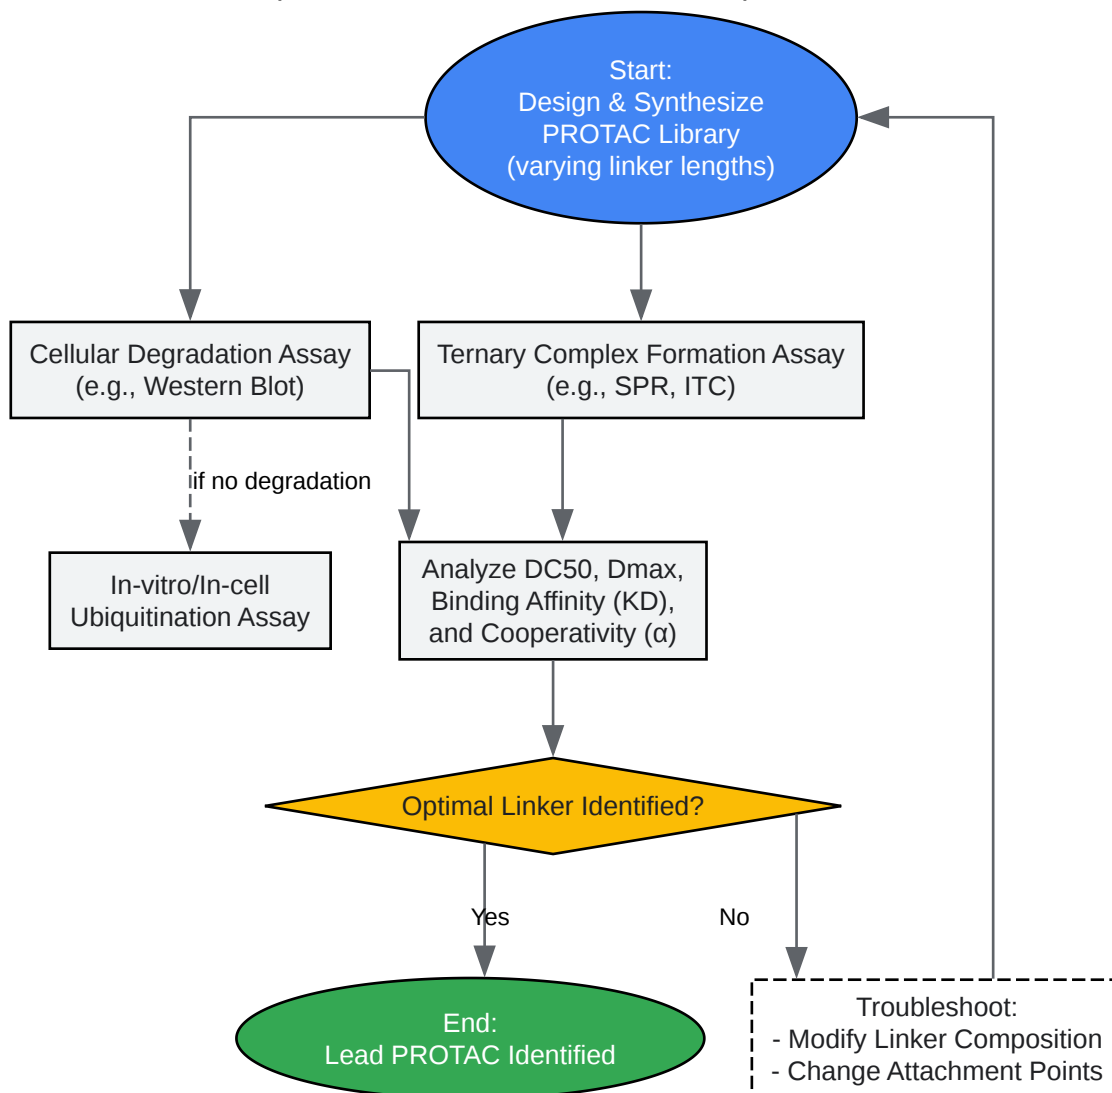 Start:
Design & Synthesize
PROTAC Library
(varying linker lengths)
Cellular Degradation Assay
(e.g., Western Blot)
Ternary Complex Formation Assay
(e.g., SPR, ITC)
if no degradation
In-vitro/In-cell
Ubiquitination Assay
Analyze DC50, Dmax,
Binding Affinity (KD),
and Cooperativity (α)
Optimal Linker Identified?
Yes
No
End:
Lead PROTAC Identified
Troubleshoot:
- Modify Linker Composition
- Change Attachment Points